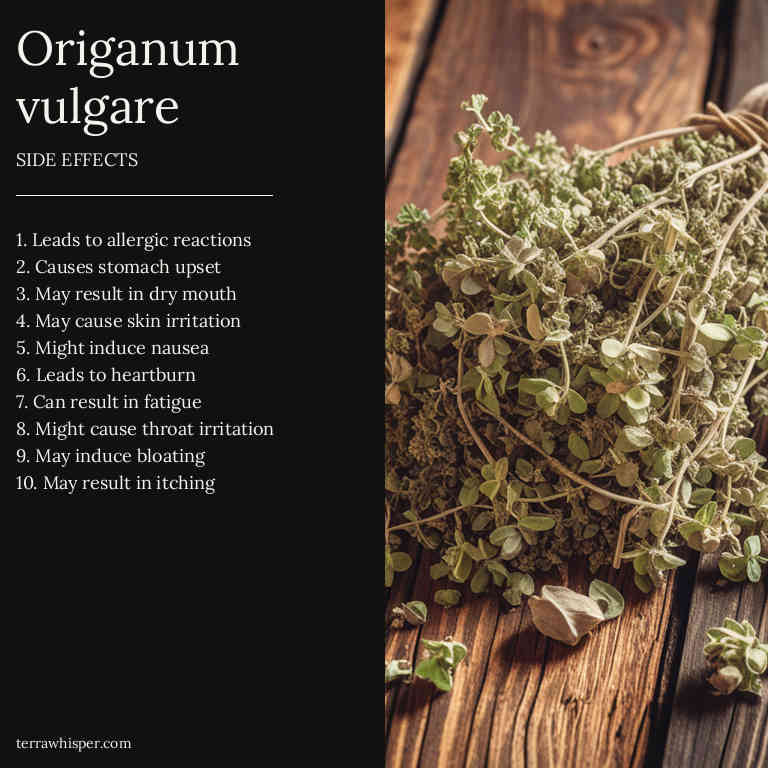 Origanum
vulgare
SIDE EFFECTS
1. Leads to allergic reactions
2. Causes stomach upset
3. May result in dry mouth
4. May cause skin irritation
5. Might induce nausea
6. Leads to heartburn
7. Can result in fatigue
8. Might cause throat irritation
9. May induce bloating
10. May result in itching
terrawhisper.com